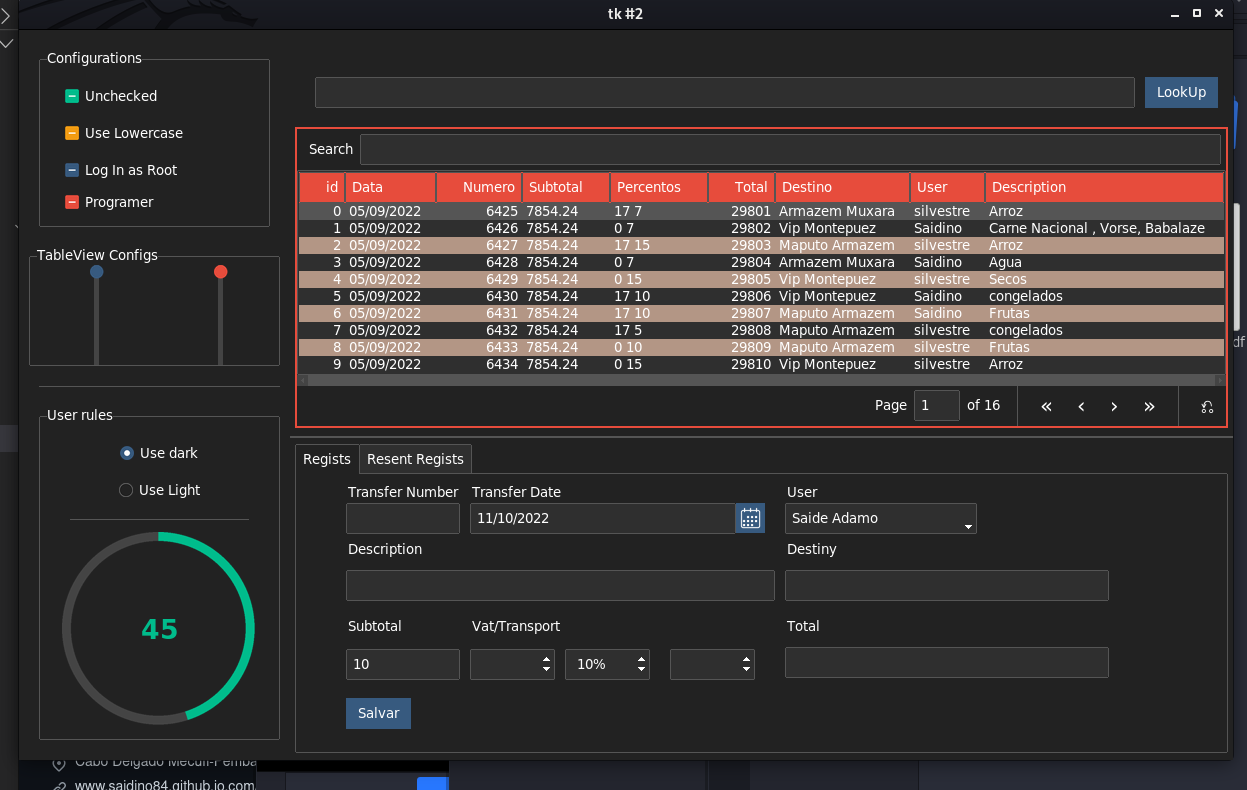 tk #2
Configurations
Unchecked
Use Lowercase
Log In as Root
Programer
TableView Configs
User rules
Use dark
Use Light
45
LookUp
Search
id Data Numero Subtotal Percentos Total Destino User Description
0 05/09/2022 6425 7854.24 17 7 29801 Armazem Muxara silvestre Arroz
1 05/09/2022 6426 7854.24 0 7 29802 Vip Montepuez Saidino Carne Nacional , Vorse, Babalaze
2 05/09/2022 6427 7854.24 17 15 29803 Maputo Armazem silvestre Arroz
3 05/09/2022 6428 7854.24 0 7 29804 Armazem Muxara Saidino Agua
4 05/09/2022 6429 7854.24 0 15 29805 Vip Montepuez silvestre Secos
5 05/09/2022 6430 7854.24 17 10 29806 Vip Montepuez Saidino congelados
6 05/09/2022 6431 7854.24 17 10 29807 Maputo Armazem Saidino Frutas
7 05/09/2022 6432 7854.24 17 5 29808 Maputo Armazem silvestre congelados
8 05/09/2022 6433 7854.24 0 10 29809 Maputo Armazem silvestre Frutas
9 05/09/2022 6434 7854.24 0 15 29810 Vip Montepuez silvestre Arroz
Page 1 of 16 « ‹ › »
Regists Resent Regists
Transfer Number Transfer Date User
11/10/2022 Saide Adamo
Description Destiny
Subtotal Vat/Transport Total
10 10%
Salvar
df
Cabo Delgado Mecufi-Pemba
www.saidino84.github.io.com